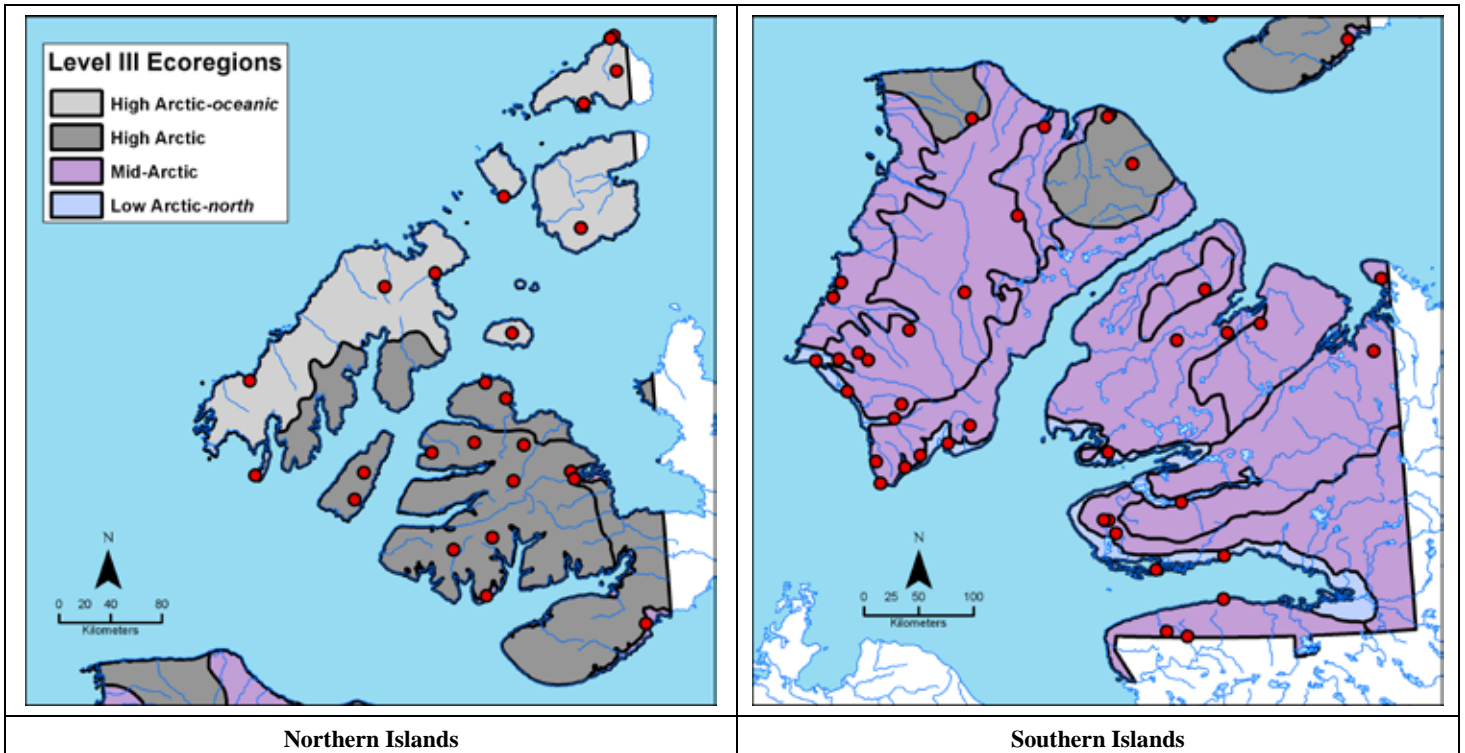 Level III Ecoregions
High Arctic-oceanic
High Arctic
Mid-Arctic
Low Arctic-north
N
0 20 40 80
Kilometers
N
0 25 50 100
Kilometers
Northern Islands
Southern Islands